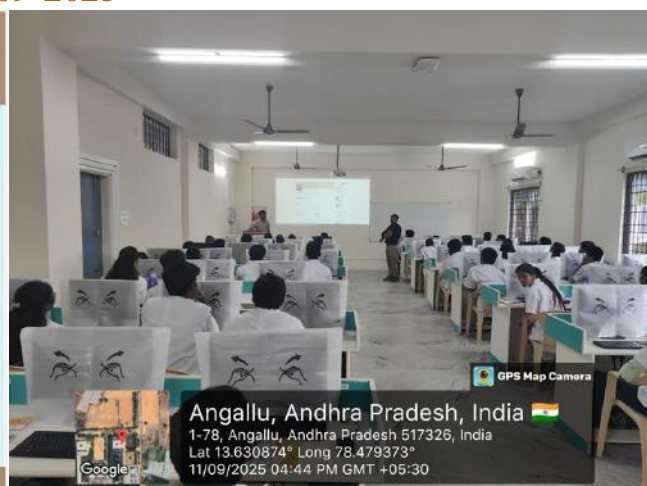 GPS Map Camera
Angallu, Andhra Pradesh, India
1-78, Angallu, Andhra Pradesh 517326, India
Lat 13.630874° Long 78.479373°
11/09/2025 04:44 PM GMT +05:30
Google